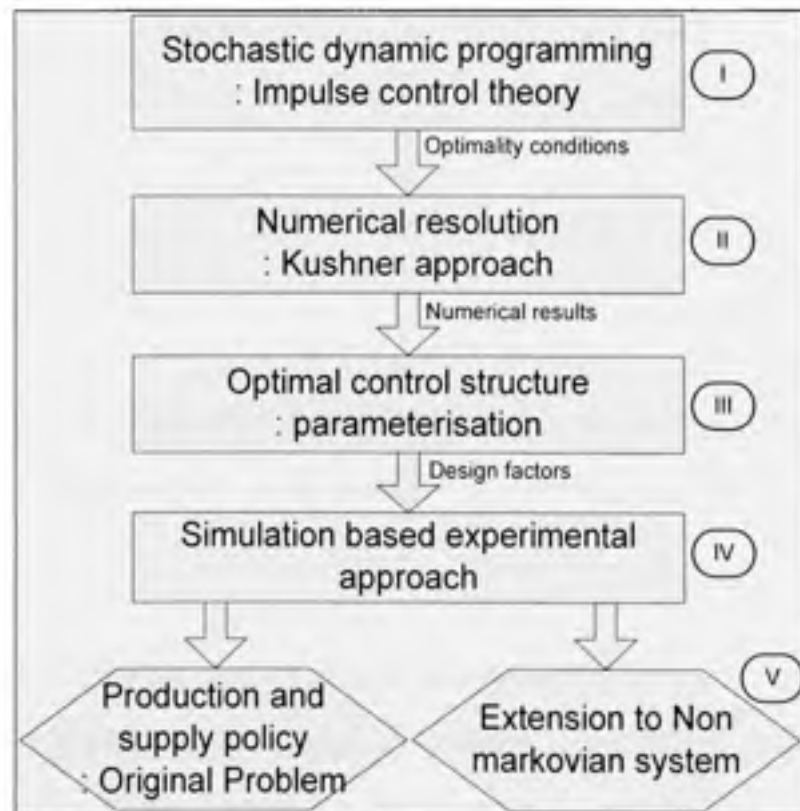 Stochastic dynamic programming
: Impulse control theory
I
Optimality conditions
Numerical resolution
: Kushner approach
II
Numerical results
Optimal control structure
: parameterisation
III
Design factors
Simulation based experimental
approach
IV
Production and
supply policy
: Original Problem
Extension to Non
markovian system
V